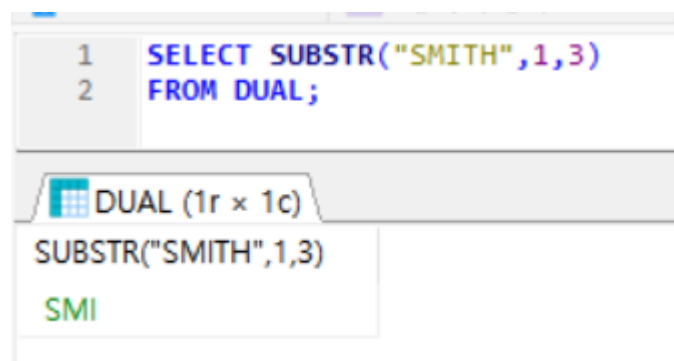 1 SELECT SUBSTR("SMITH",1,3)
2 FROM DUAL;
DUAL (1r × 1c)
SUBSTR("SMITH",1,3)
SMI